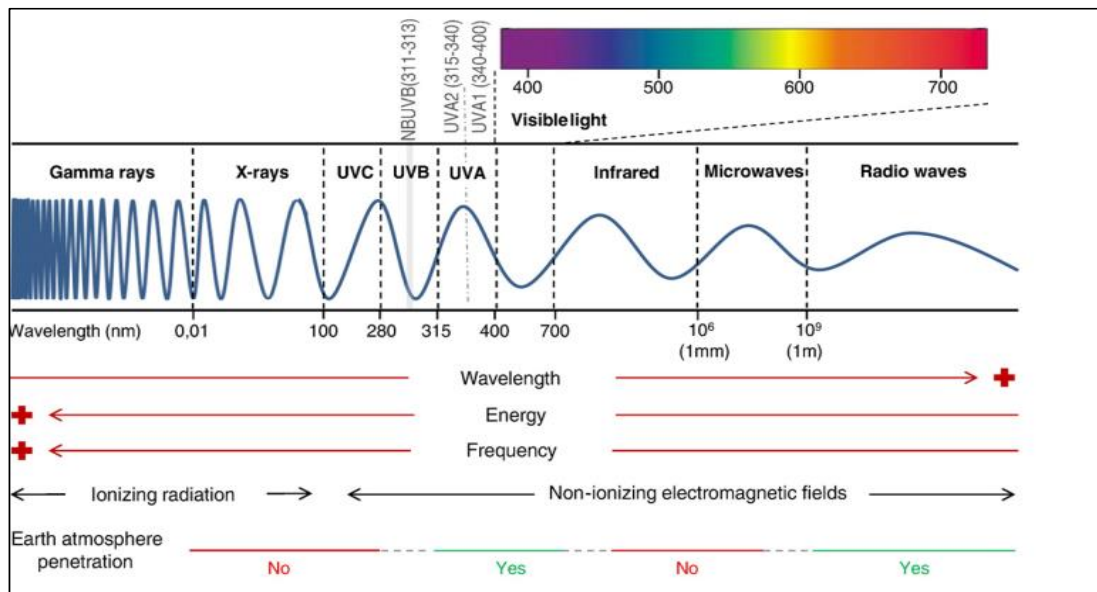 NBUVB(311-313)
UVA2 (315-340)
UVA1 (340-400)
400 500 600 700
Visible light
Gamma rays X-rays UVC UVB UVA Infrared Microwaves Radio waves
Wavelength (nm) 0,01 100 280 315 400 700 10⁶ 10⁹
(1mm) (1m)
Wavelength
Energy
Frequency
Ionizing radiation Non-ionizing electromagnetic fields
Earth atmosphere
penetration
No Yes No Yes